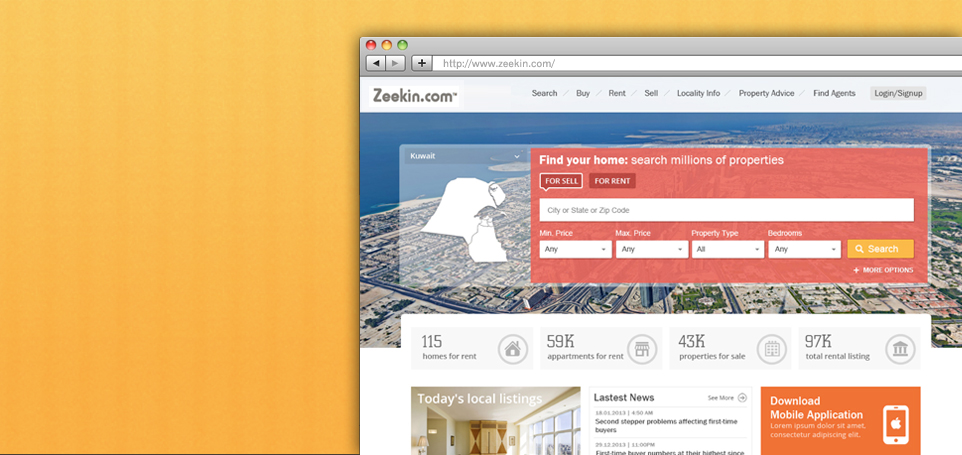 http://www.zeekin.com/
Zeekin.com™
Search / Buy / Rent / Sell / Locality Info / Property Advice / Find Agents Login/Signup
Kuwait
Find your home: search millions of properties
FOR SELL FOR RENT
City or State or Zip Code
Min. Price Max. Price Property Type Bedrooms
Any Any All Any Search
+ MORE OPTIONS
115 59K 43K 97K
homes for rent appartments for rent properties for sale total rental listing
Today's local listings
Lastest News See More
18.01.2013 | 4:50 AM
Second stepper problems affecting first-time
buyers
29.12.2013 | 11:00PM
First-time buyer numbers at their highest since
Download
Mobile Application
Lorem ipsum dolor sit amet,
consectetur adipiscing elit.